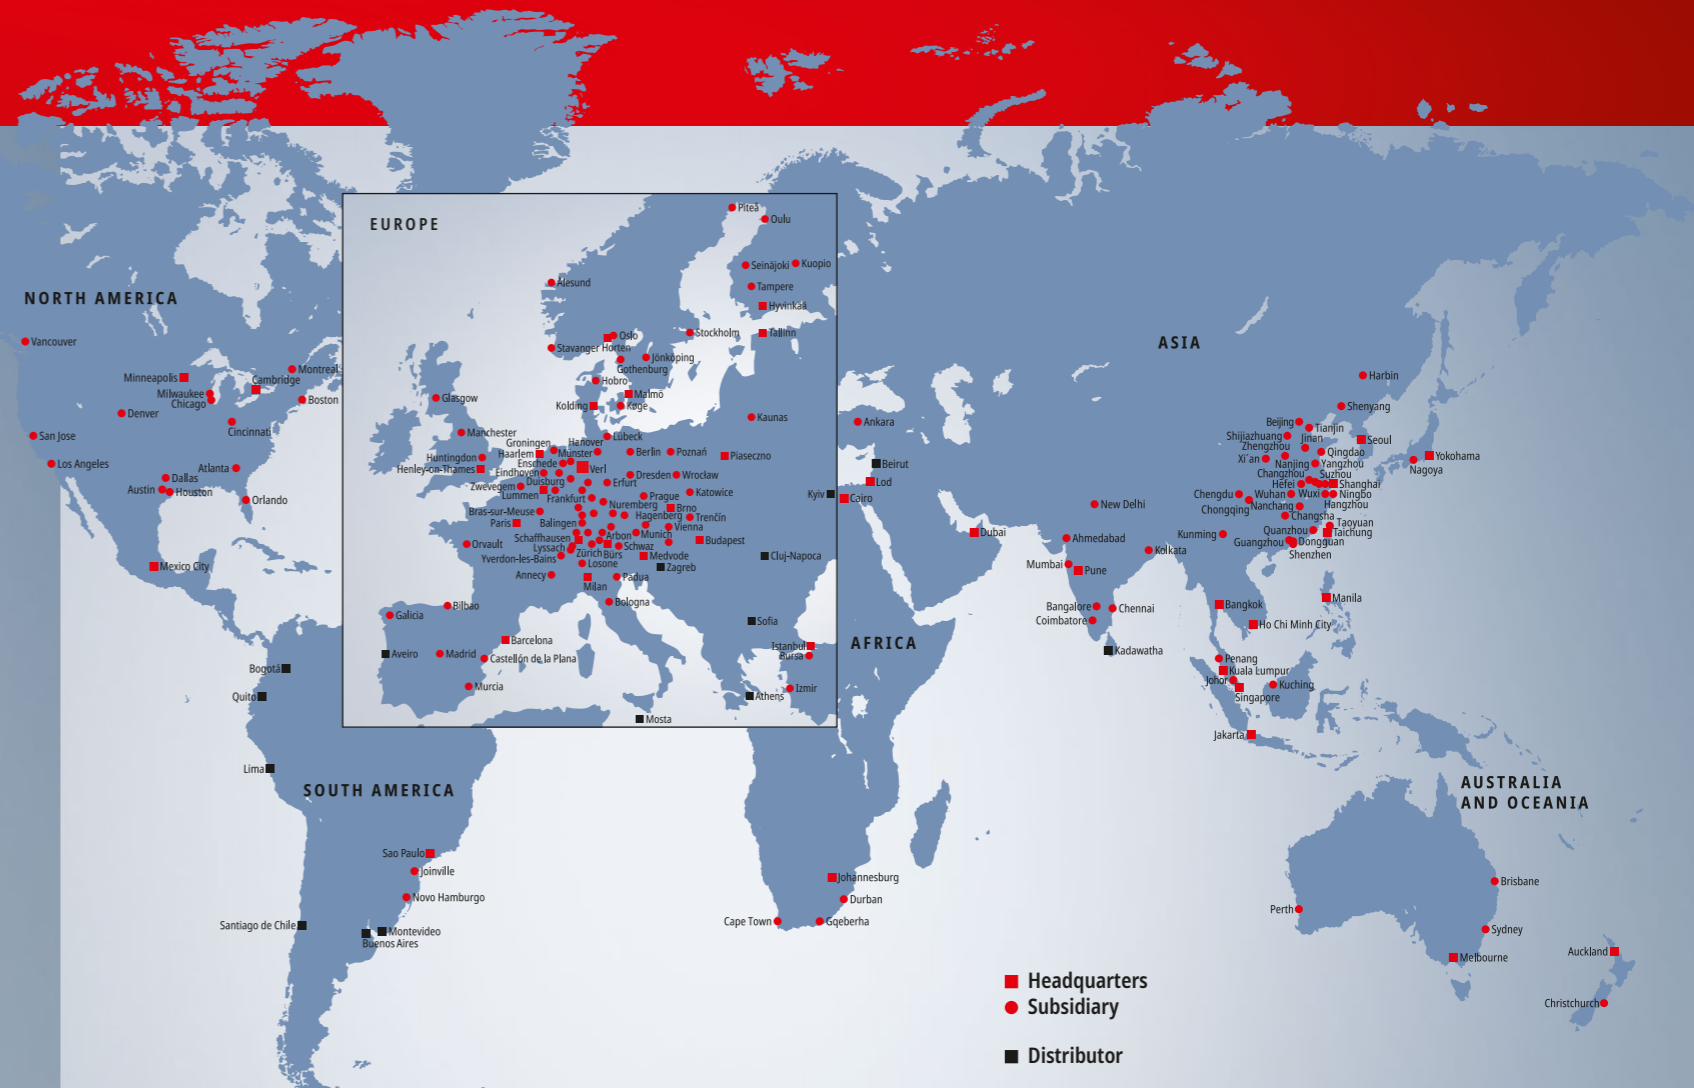 EUROPE
Piteå
Oulu
Seinäjoki
Kuopio
Ålesund
Tampere
Hyvinkää
Oslo
Stockholm
Tallinn
Stavanger
Horten
Jönköping
Gothenburg
Hobro
Malmö
Glasgow
Kolding
Køge
Kaunas
Manchester
Groningen
Hanover
Lübeck
Haarlem
Münster
Berlin
Poznań
Piaseczno
Huntingdon
Enschede
Verl
Henley-on-Thames
Eindhoven
Dresden
Wrocław
Duisburg
Erfurt
Zwevegem
Lummen
Frankfurt
Prague
Katowice
Kyiv
Nuremberg
Brno
Bras-sur-Meuse
Hagenberg
Trenčín
Paris
Balingen
Vienna
Arbon
Munich
Schaffhausen
Budapest
Orvault
Lyssach
Schwaz
Zürich
Bürs
Medvode
Cluj-Napoca
Yverdon-les-Bains
Losone
Zagreb
Annecy
Padua
Milan
Bilbao
Bologna
Galicia
Sofia
Barcelona
Istanbul
Aveiro
Madrid
Castellón de la Plana
Bursa
Murcia
Izmir
Athens
Mosta
NORTH AMERICA
Vancouver
Montreal
Minneapolis
Cambridge
Milwaukee
Chicago
Boston
Denver
Cincinnati
San Jose
Los Angeles
Atlanta
Dallas
Austin
Houston
Orlando
Mexico City
Bogotá
Quito
Lima
SOUTH AMERICA
Sao Paulo
Joinville
Novo Hamburgo
Santiago de Chile
Montevideo
Buenos Aires
AFRICA
Cairo
Johannesburg
Durban
Cape Town
Gqeberha
ASIA
Ankara
Beirut
Lod
Dubai
Harbin
Shenyang
Beijing
Tianjin
Shijiazhuang
Jinan
Seoul
Zhengzhou
Qingdao
Yokohama
Xi´an
Nanjing
Yangzhou
Nagoya
Changzhou
Suzhou
Hefei
Shanghai
Chengdu
Wuhan
Wuxi
Ningbo
Chongqing
Nanchang
Hangzhou
New Delhi
Changsha
Taoyuan
Quanzhou
Taichung
Kunming
Ahmedabad
Guangzhou
Dongguan
Kolkata
Shenzhen
Mumbai
Pune
Manila
Bangalore
Chennai
Bangkok
Coimbatore
Ho Chi Minh City
Kadawatha
Penang
Kuala Lumpur
Johor
Kuching
Singapore
Jakarta
AUSTRALIA
AND OCEANIA
Brisbane
Perth
Sydney
Melbourne
Auckland
Christchurch
Headquarters
Subsidiary
Distributor